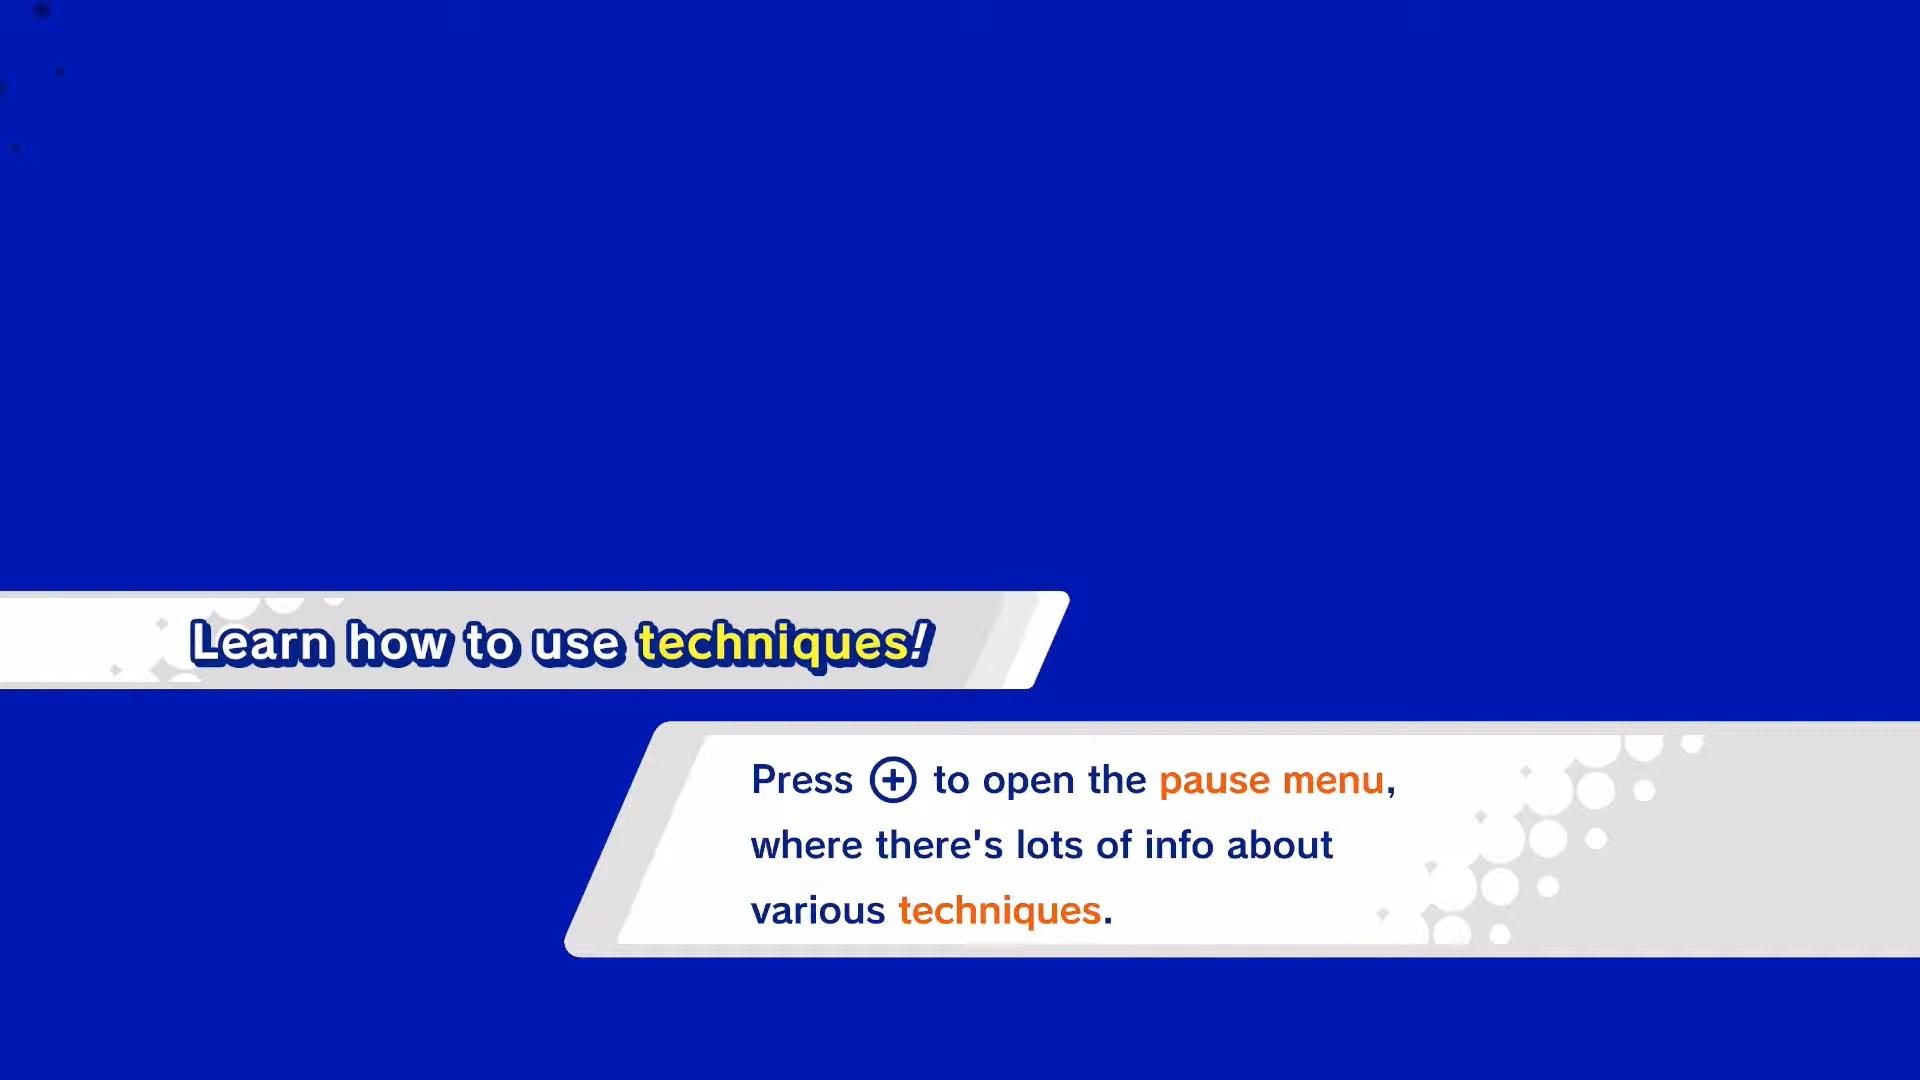 Learn how to use techniques!
Press ⊕ to open the pause menu,
where there's lots of info about
various techniques.